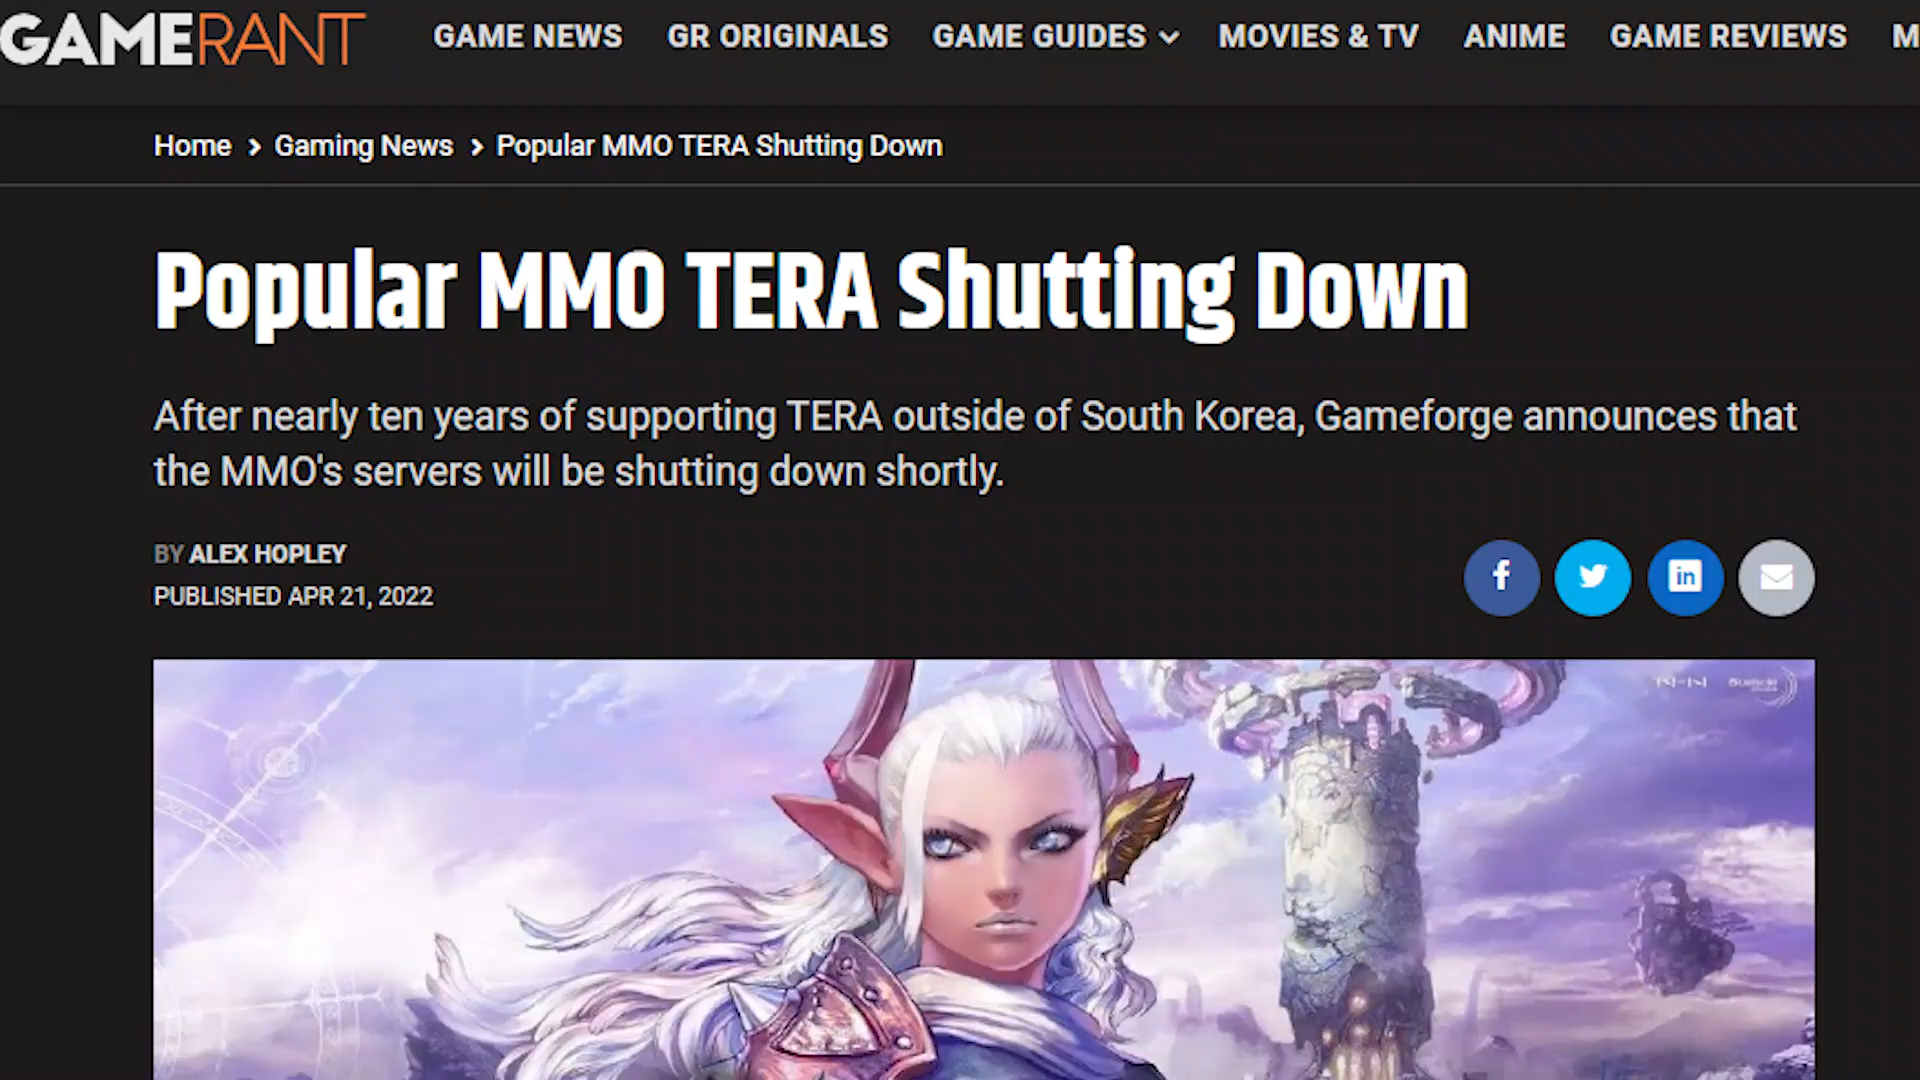 GAMERANT
GAME NEWS GR ORIGINALS GAME GUIDES MOVIES & TV ANIME GAME REVIEWS M
Home > Gaming News > Popular MMO TERA Shutting Down
Popular MMO TERA Shutting Down
After nearly ten years of supporting TERA outside of South Korea, Gameforge announces that
the MMO's servers will be shutting down shortly.
BY ALEX HOPLEY
PUBLISHED APR 21, 2022
f in